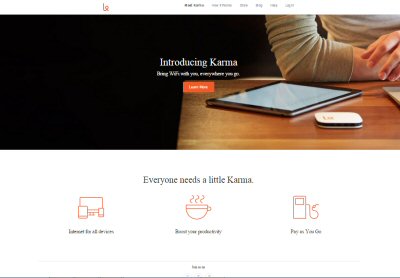 Meet Karma How It Works Store Blog Help Log In
Introducing Karma
Bring WiFi with you, everywhere you go.
Learn More
Everyone needs a little Karma.
Internet for all devices
Boost your productivity
Pay as You Go